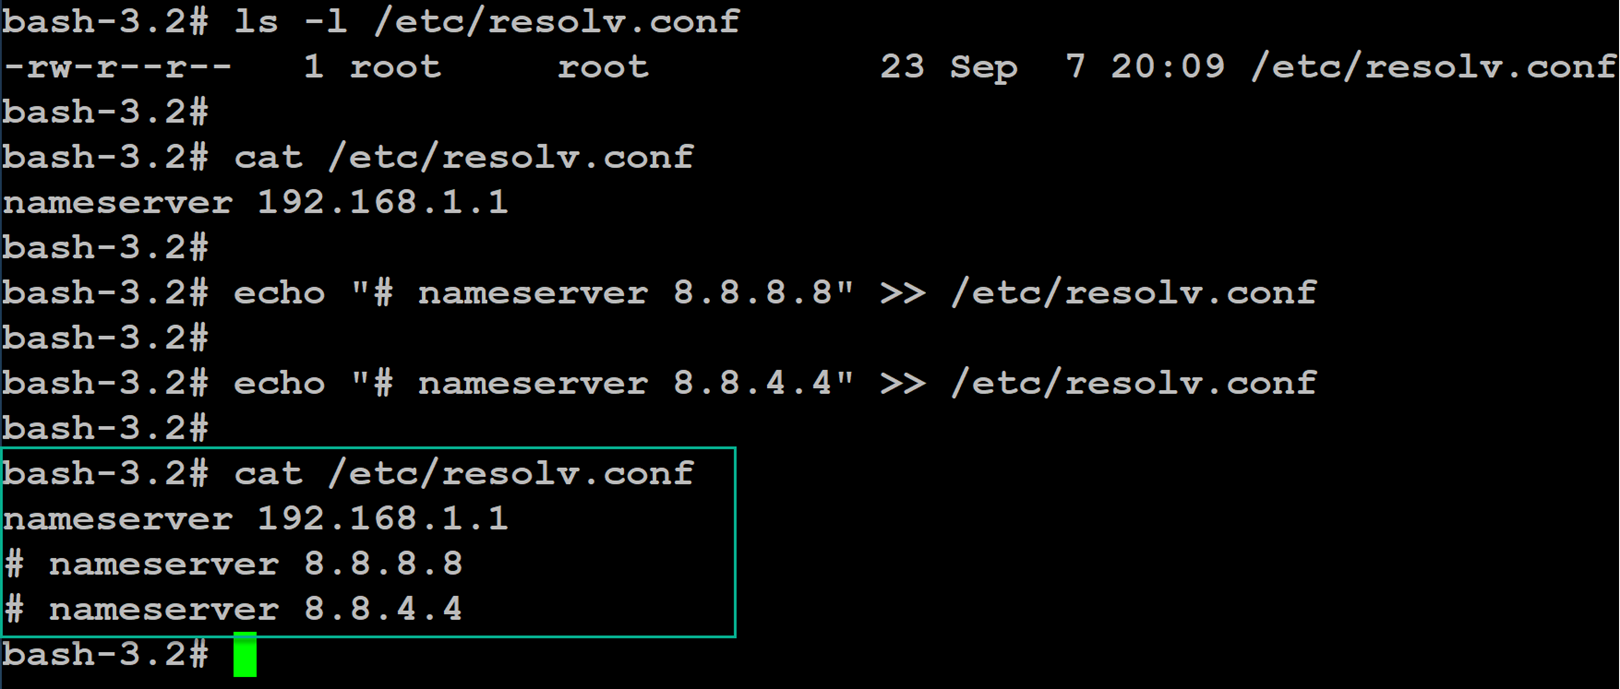 bash-3.2# ls -l /etc/resolv.conf
-rw-r--r--   1 root     root          23 Sep  7 20:09 /etc/resolv.conf
bash-3.2#
bash-3.2# cat /etc/resolv.conf
nameserver 192.168.1.1
bash-3.2#
bash-3.2# echo "# nameserver 8.8.8.8" >> /etc/resolv.conf
bash-3.2#
bash-3.2# echo "# nameserver 8.8.4.4" >> /etc/resolv.conf
bash-3.2#
bash-3.2# cat /etc/resolv.conf
nameserver 192.168.1.1
# nameserver 8.8.8.8
# nameserver 8.8.4.4
bash-3.2#